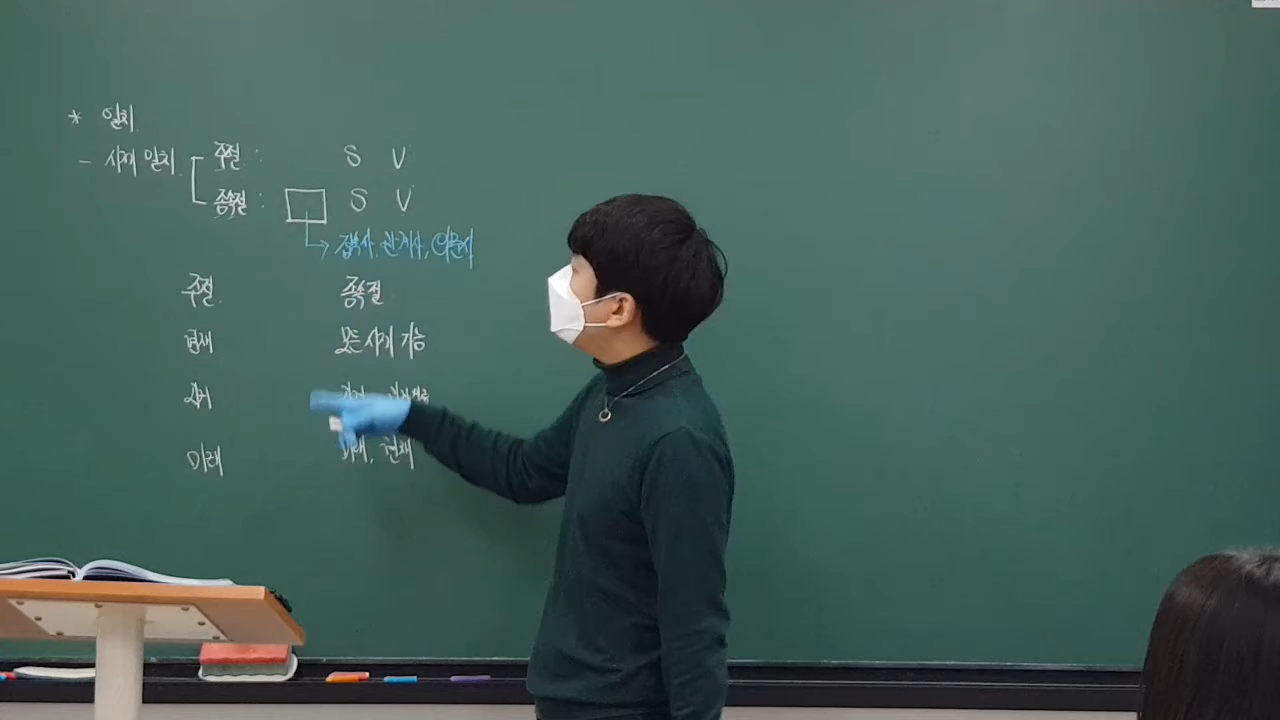 * 일치
- 시제 일치. 주절 : S V
종속절 : S V
접속사, 관계사, 의문사
주절. 종속절
현재 모든 시제 가능
과거
미래 미래, 현재